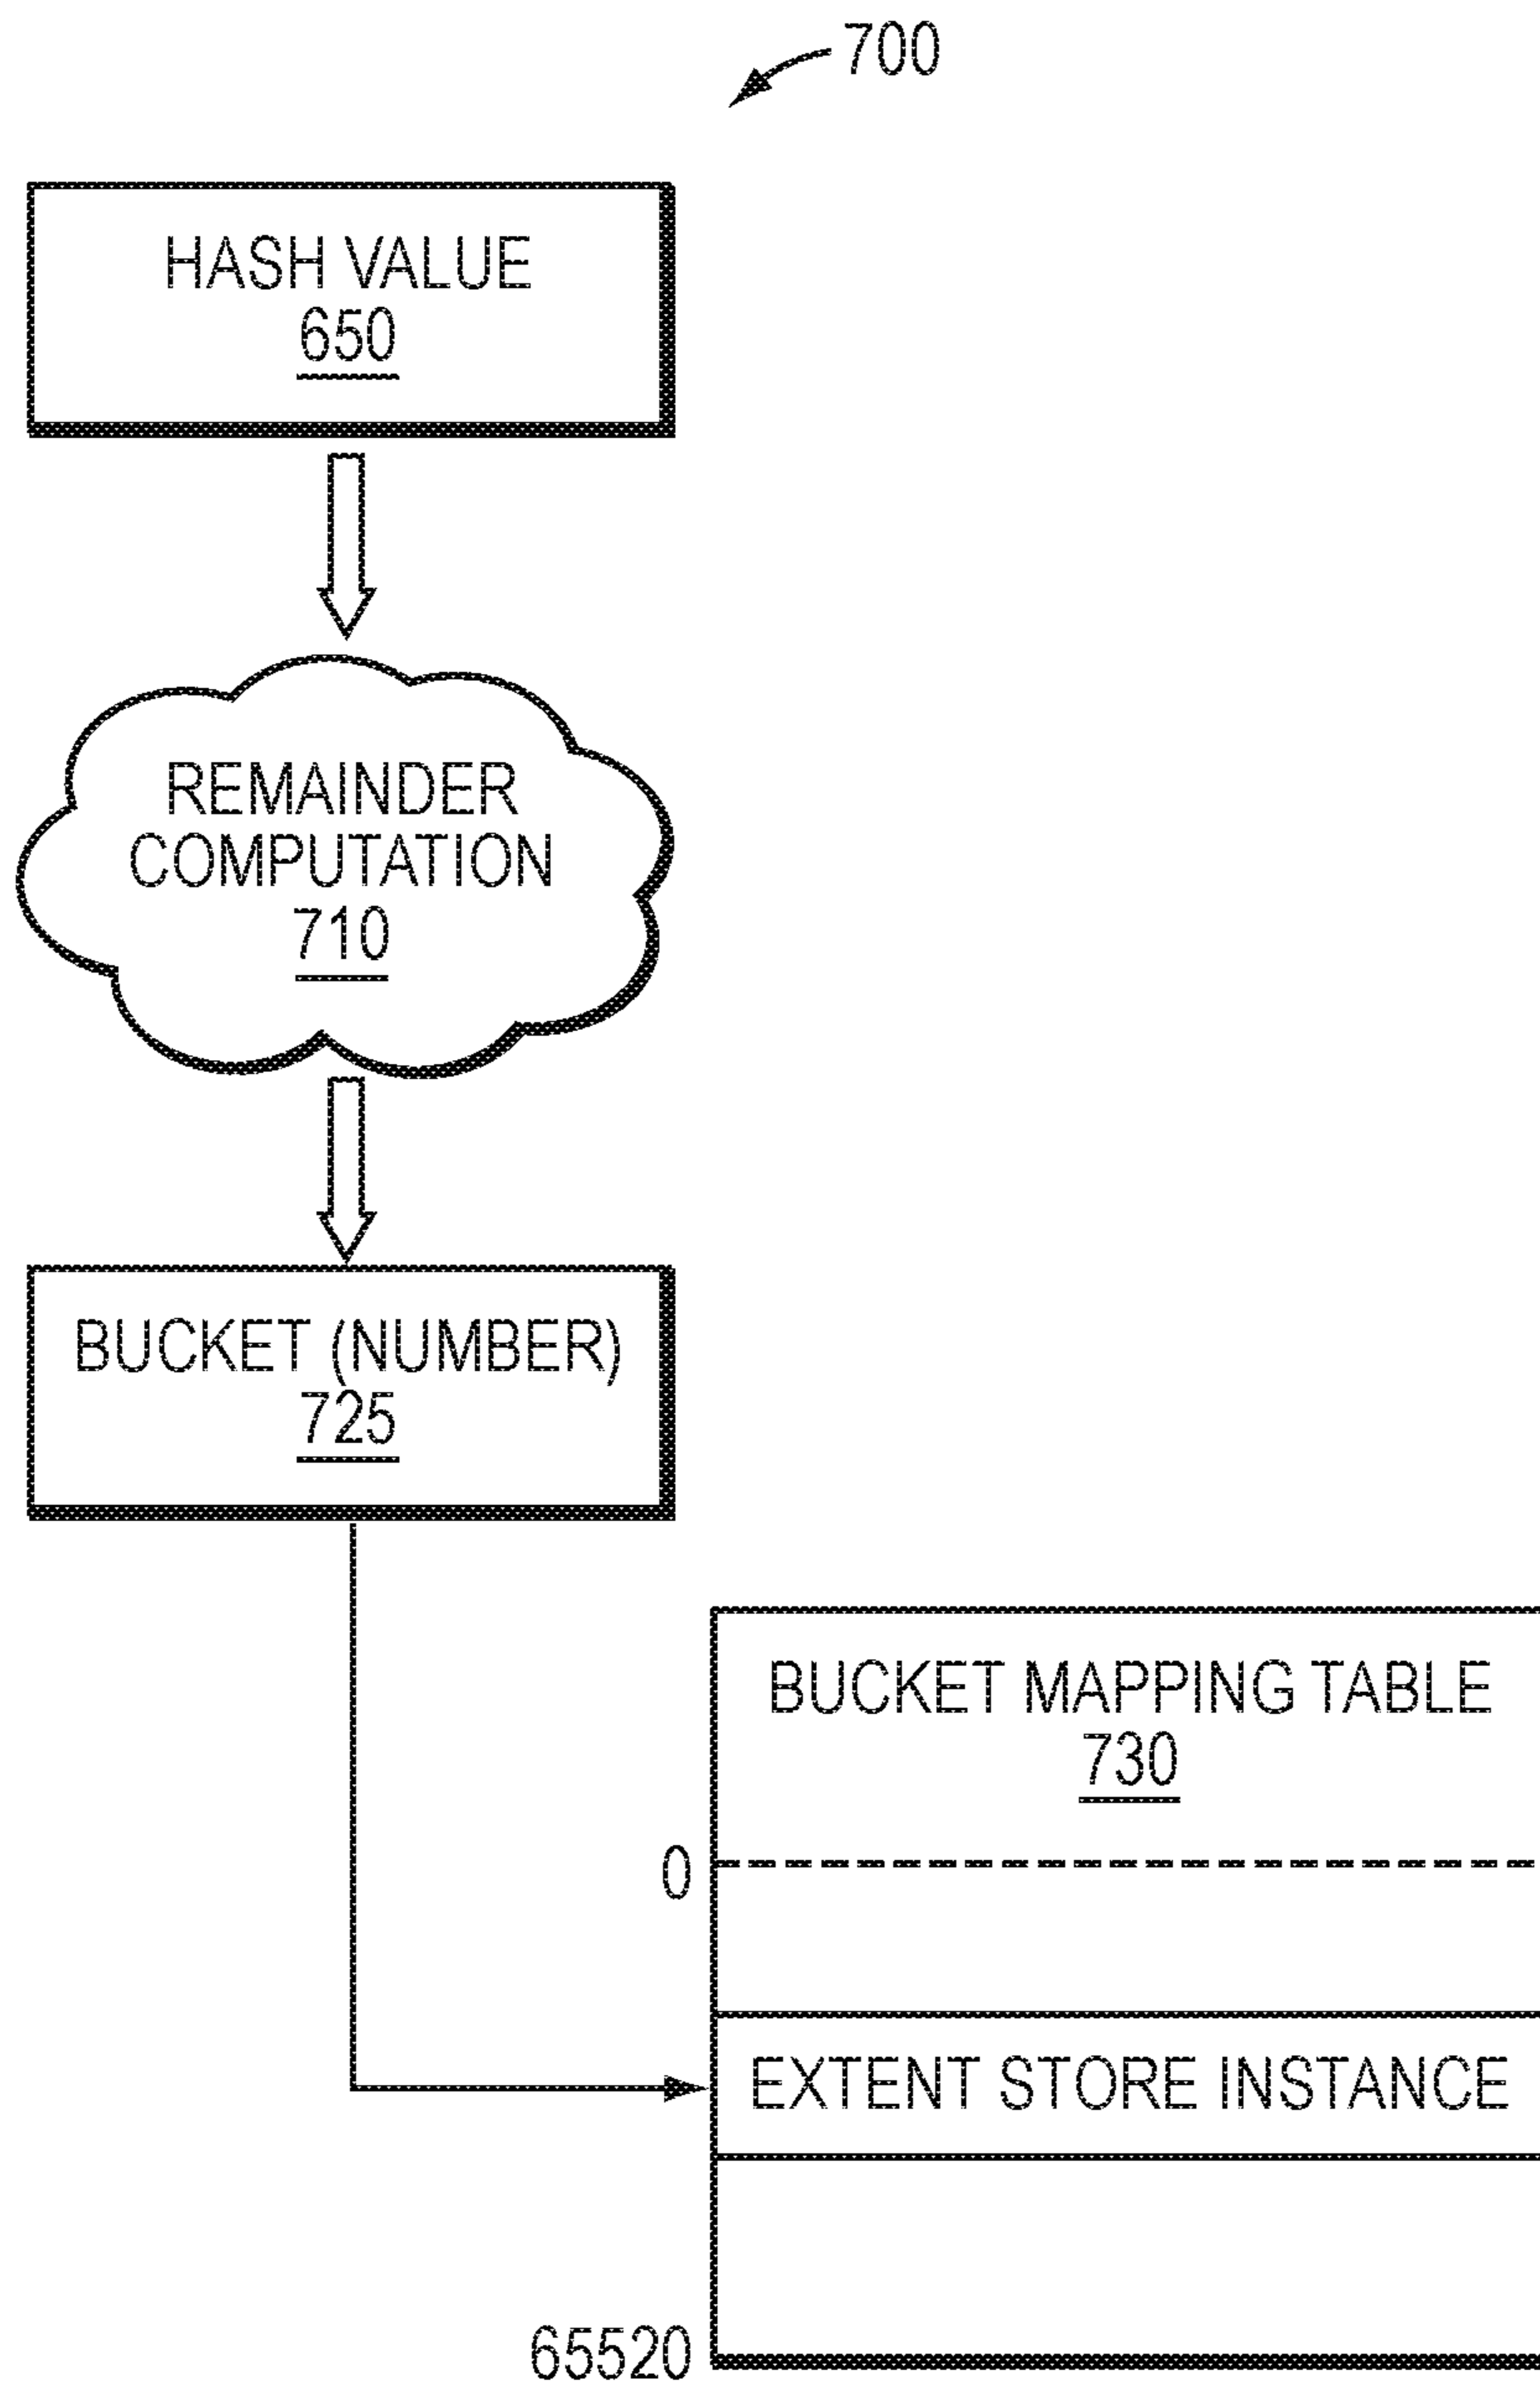 700
HASH VALUE
650
REMAINDER
COMPUTATION
710
BUCKET (NUMBER)
725
BUCKET MAPPING TABLE
730
0
EXTENT STORE INSTANCE
65520